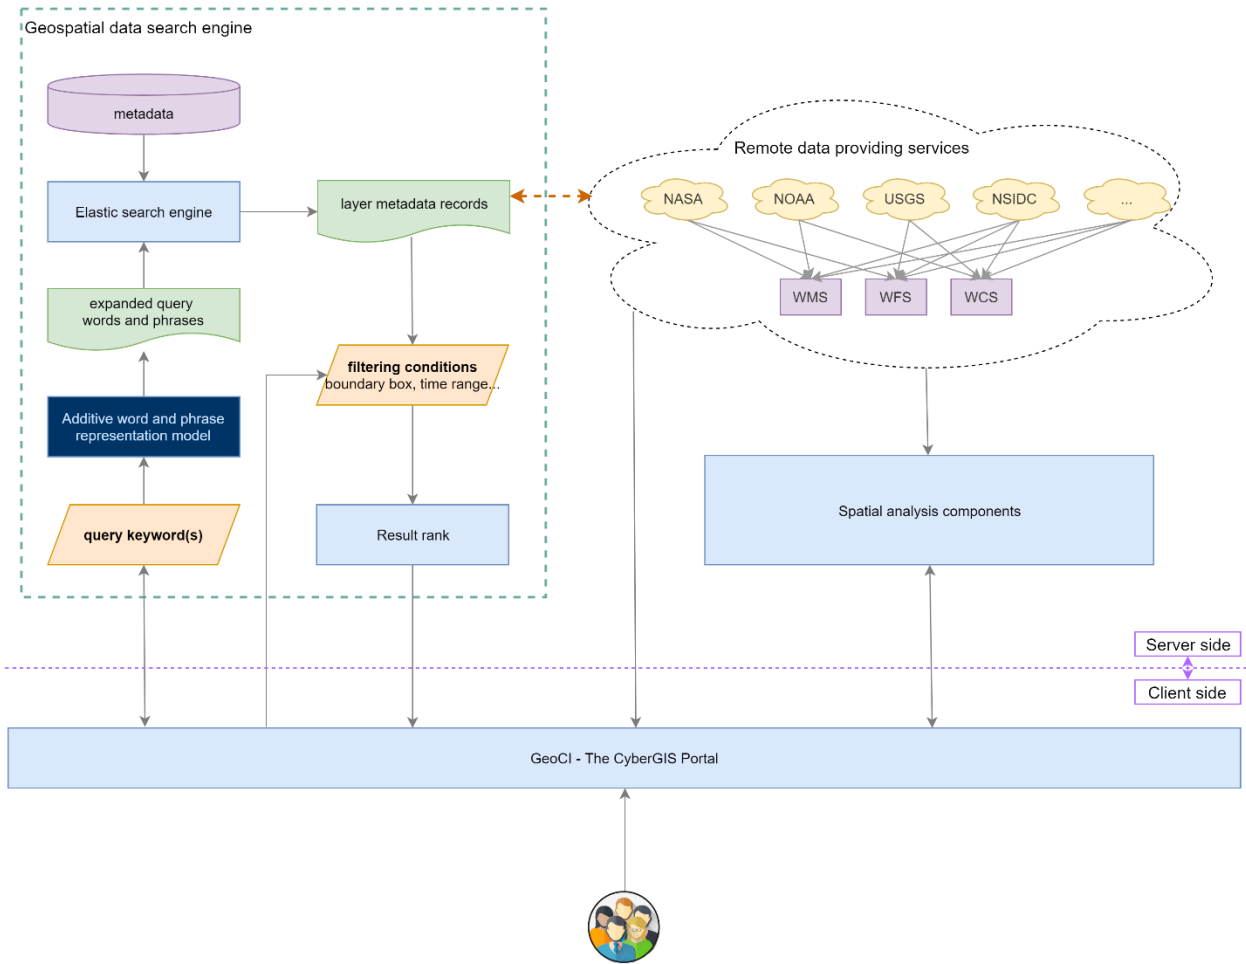 Geospatial data search engine
metadata
Elastic search engine
layer metadata records
expanded query
words and phrases
filtering conditions
boundary box, time range...
Additive word and phrase
representation model
query keyword(s)
Result rank
Remote data providing services
NASA
NOAA
USGS
NSIDC
...
WMS
WFS
WCS
Spatial analysis components
Server side
Client side
GeoCI - The CyberGIS Portal